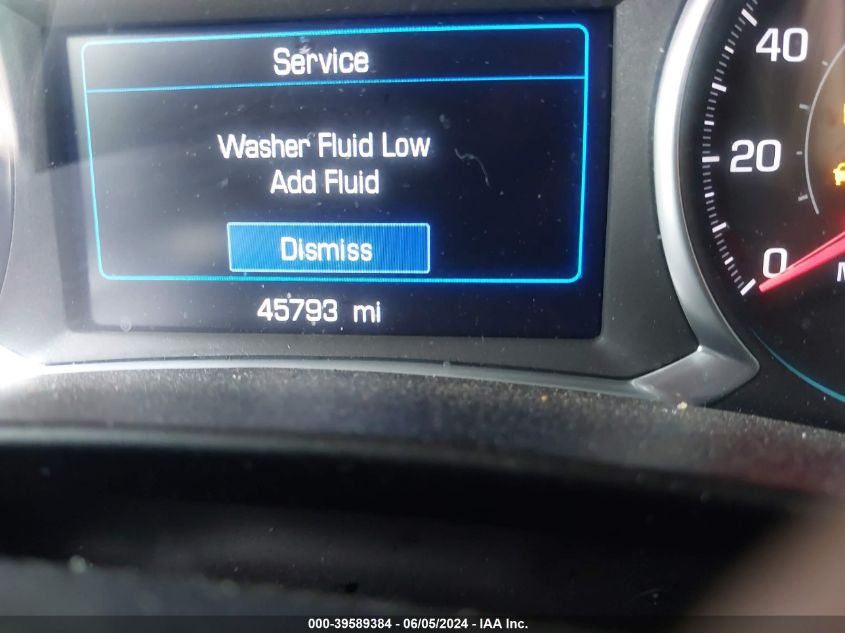 Service
Washer Fluid Low
Add Fluid
Dismiss
45793 mi
40
20
0
000-39589384 - 06/05/2024 - IAA Inc.